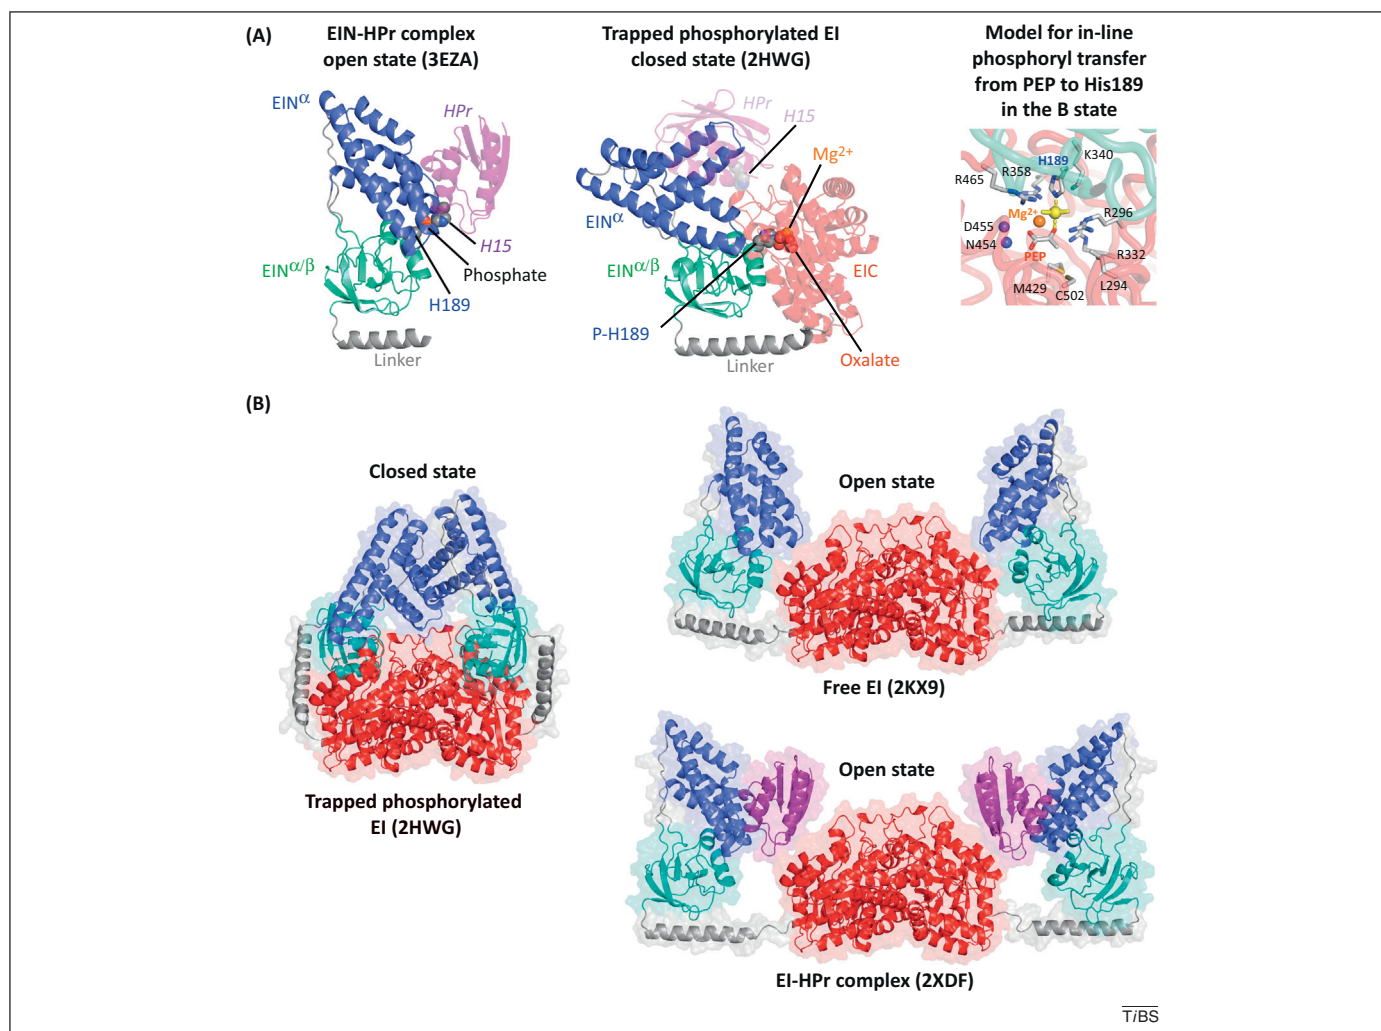 (A)
EIN-HPr complex
open state (3EZA)
EINα
HPr
H15
Phosphate
EINα/β
H189
Linker
Trapped phosphorylated EI
closed state (2HWG)
HPr
H15
Mg2+
EINα
EINα/β
EIC
P-H189
Linker
Oxalate
Model for in-line
phosphoryl transfer
from PEP to His189
in the B state
H189
K340
R465
R358
Mg2+
R296
D455
N454
PEP
R332
M429
L294
C502
(B)
Closed state
Trapped phosphorylated
EI (2HWG)
Open state
Free EI (2KX9)
Open state
EI-HPr complex (2XDF)
TiBS